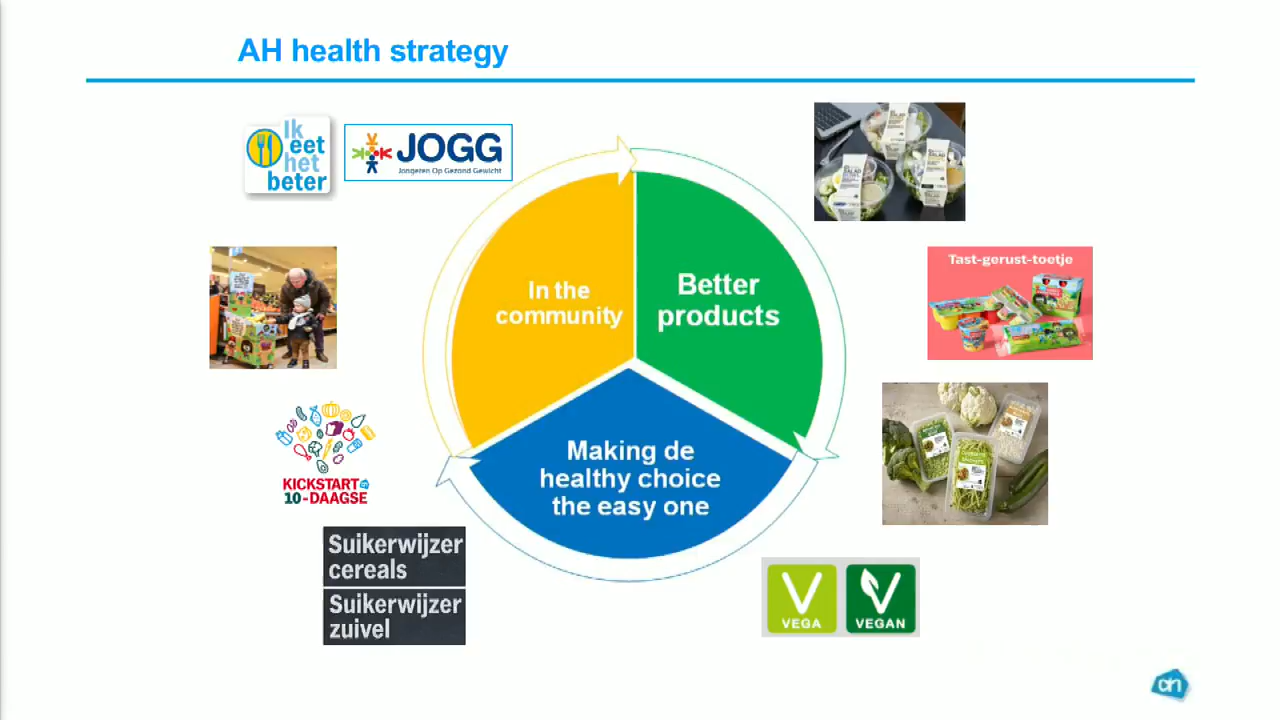 AH health strategy
Ik
eet
het
beter
JOGG
Jongeren Op Gezond Gewicht
Tast-gerust-toetje
In the
community
Better
products
Making de
healthy choice
the easy one
KICKSTART
10-DAAGSE
Suikerwijzer
cereals
Suikerwijzer
zuivel
V
VEGA
V
VEGAN
ah